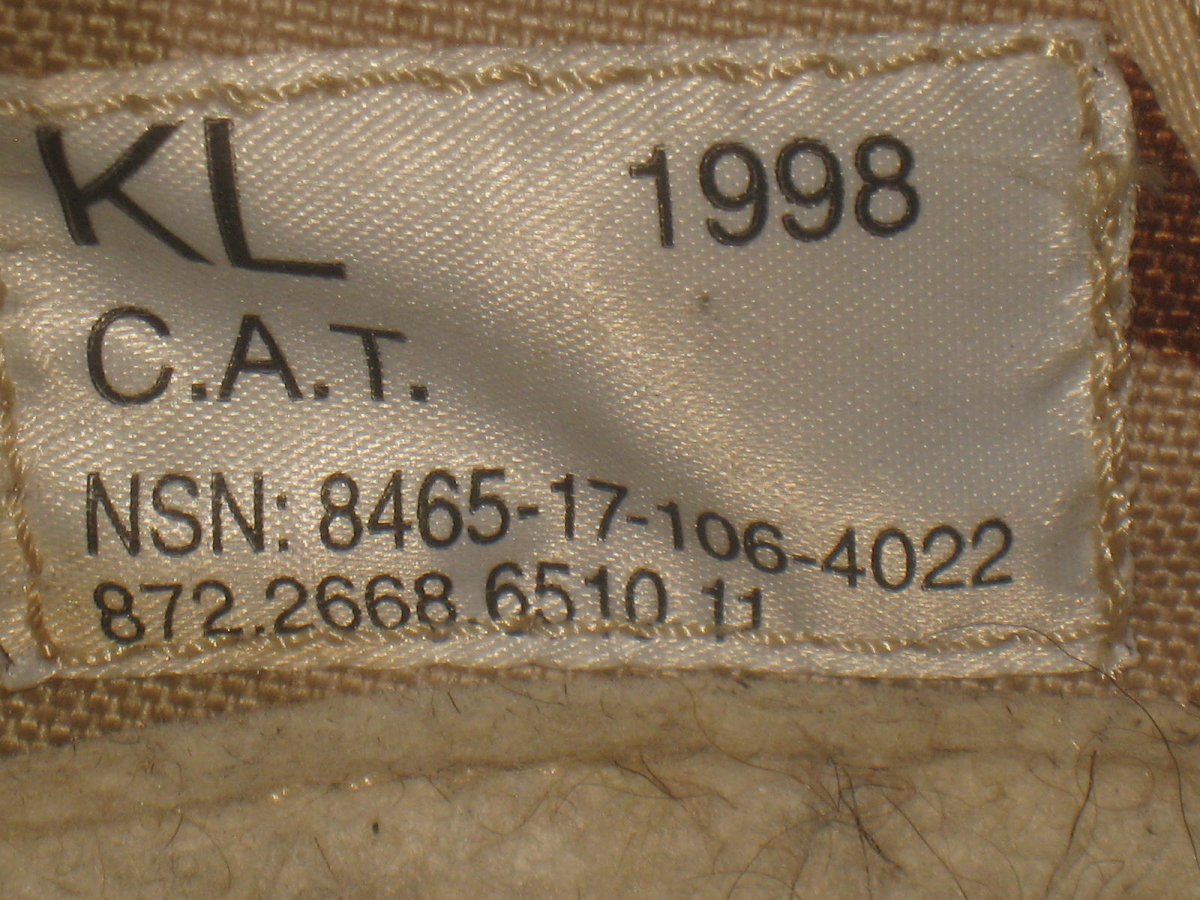 KL 1998
C.A.T.
NSN: 8465-17-106-4022
872.2668.6510.11